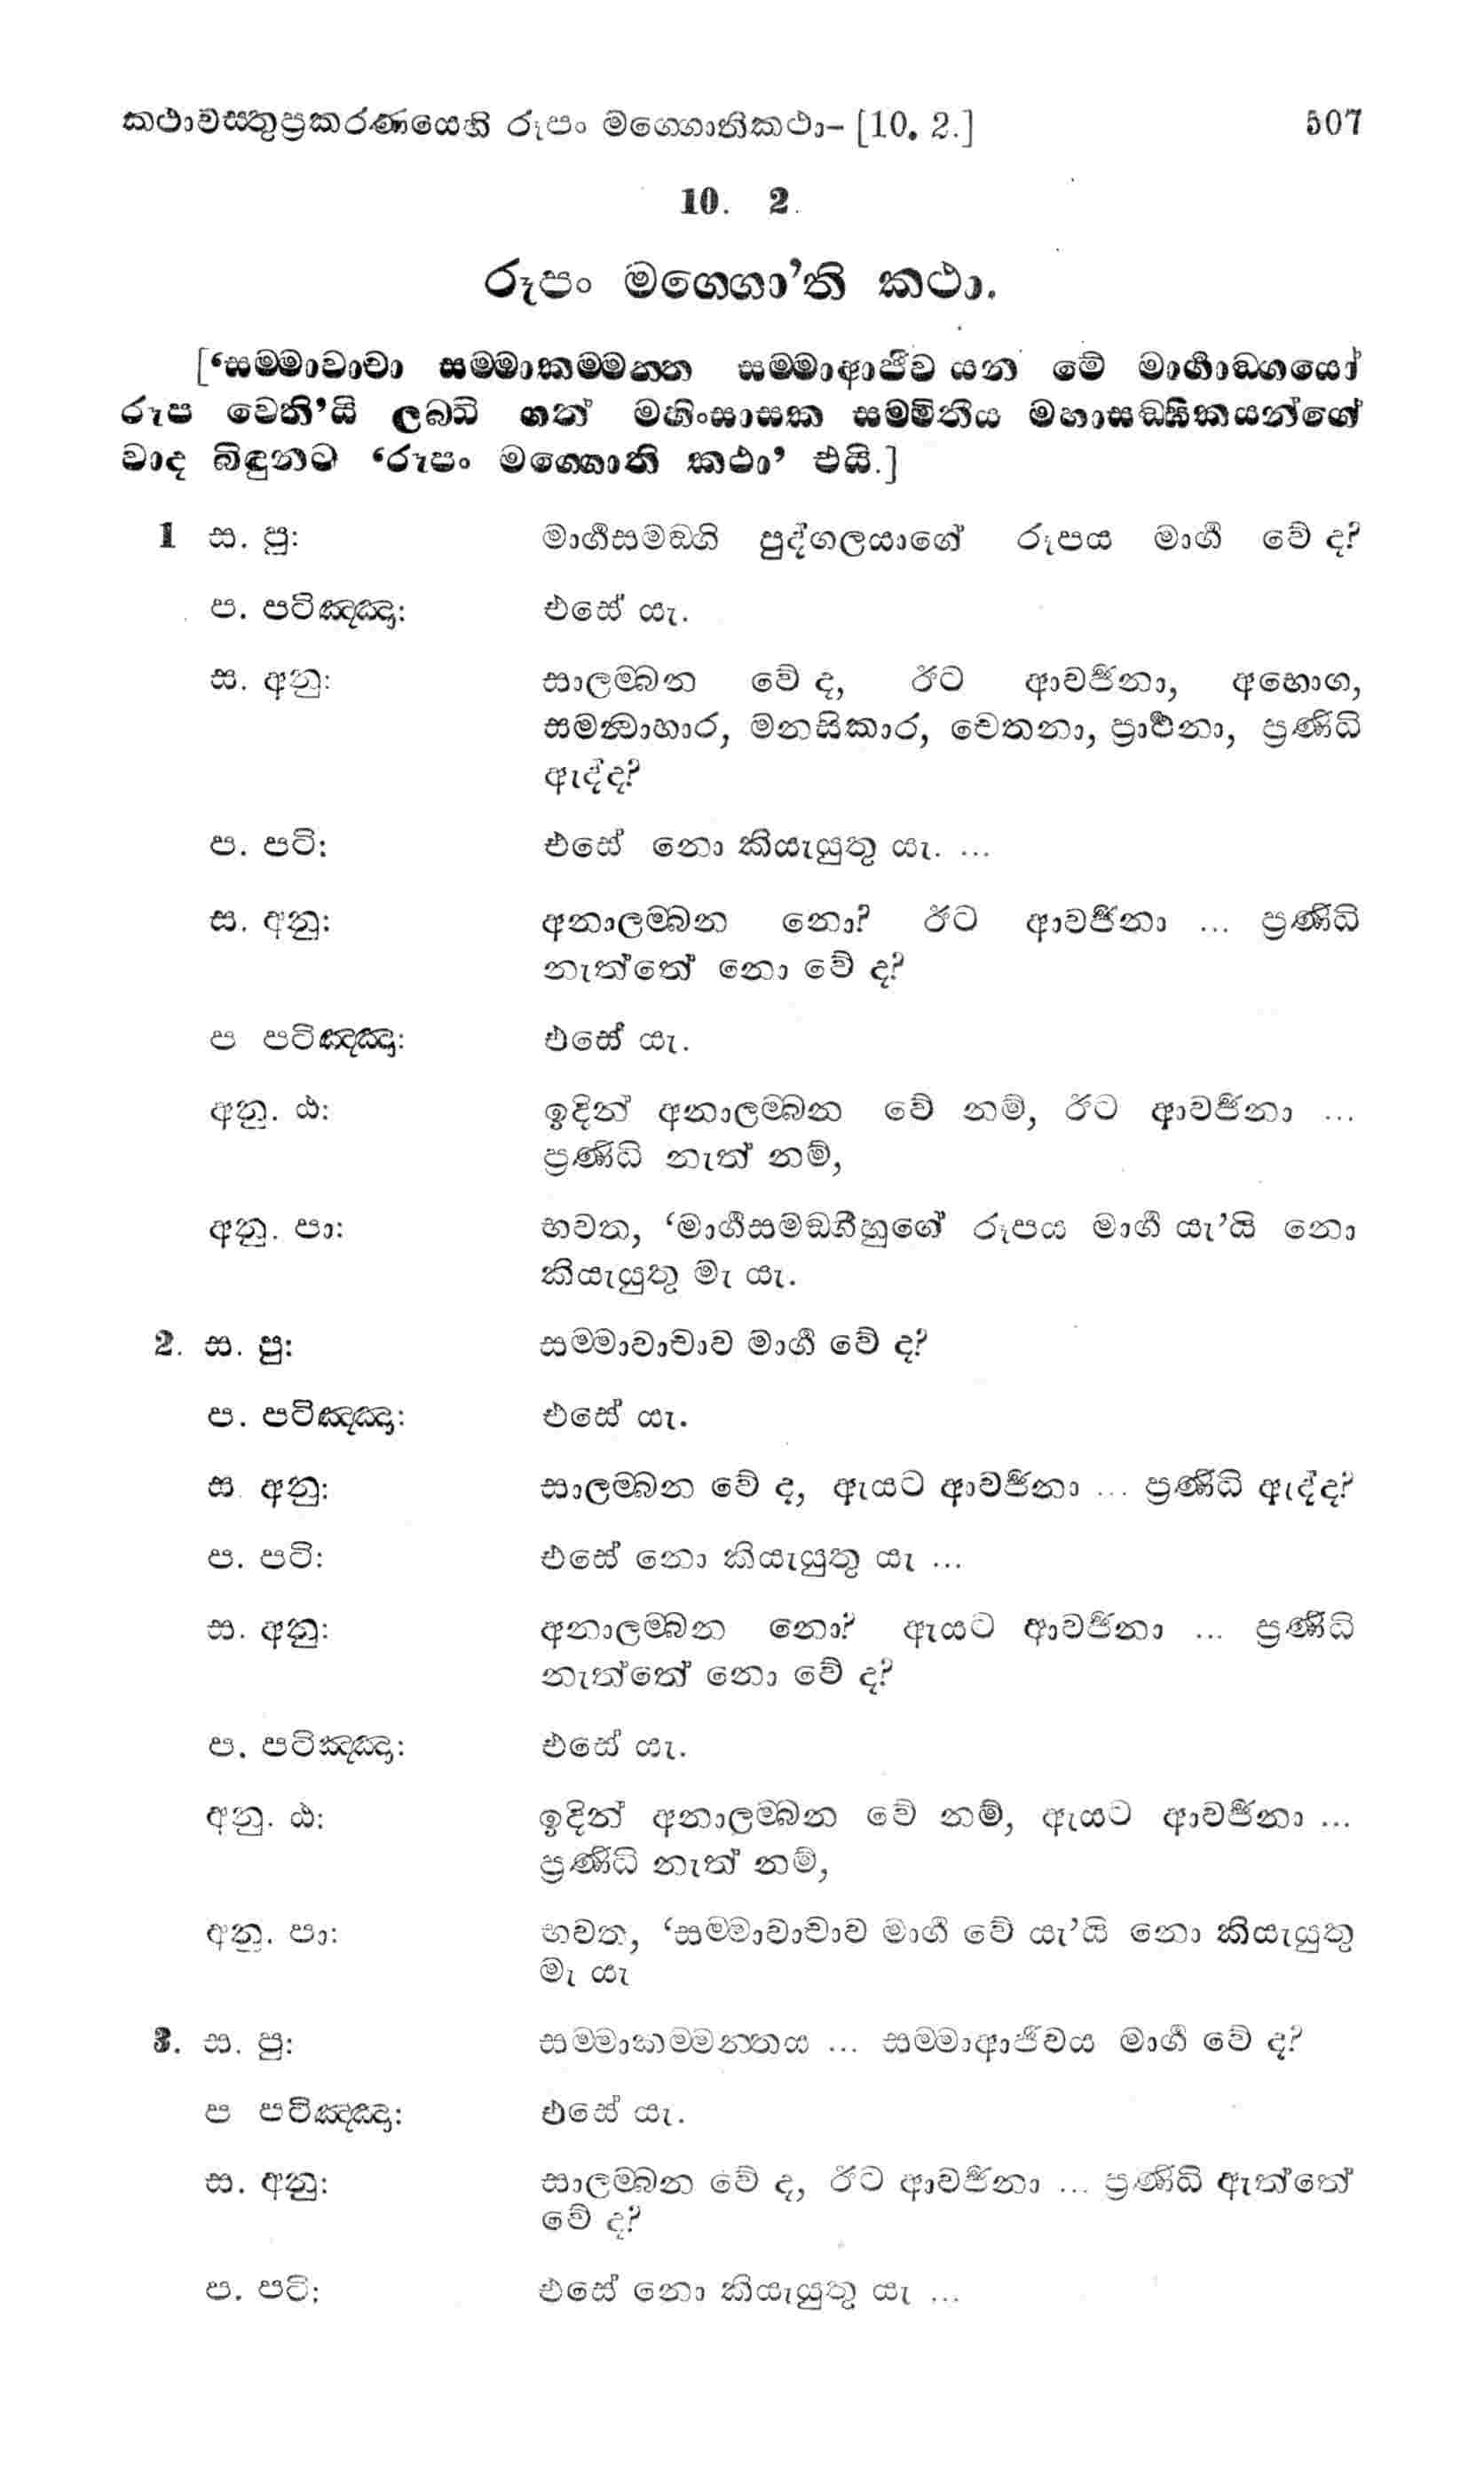 කථාවස්තුප්‍රකරණයෙහි රූපං මග්ගොතිකථා– [10. 2.] 507
10. 2.
රූපං මග්ගො’ති කථා.
[‘සම්මාවාචා සම්මාකම්මන්ත සම්මාආජීව යන මේ මාර්ගාඞ්ගයෝ
රූප වෙති’යි ලබ්ධි ගත් මහිංසාසක සම්මිතීය මහාසඞ්ඝිකයන්ගේ
වාද බිඳුනට ‘රූපං මග්ගොති කථා’ එයි.]
1 ස. පු: මාර්ගසමඞ්ගි පුද්ගලයාගේ රූපය මාර්ග වේ ද?
ප. පටිඤ්ඤා: එසේ යැ.
ස. අනු: සාලම්බන වේ ද, ඊට ආවර්ජනා, අභොග,
සමන්වාහාර, මනසිකාර, චෙතනා, ප්‍රාර්ථනා, ප්‍රණිධි
ඇද්ද?
ප. පටි: එසේ නො කියැයුතු යැ. ...
ස. අනු: අනාලම්බන නො? ඊට ආවර්ජනා ... ප්‍රණිධි
නැත්තේ නො වේ ද?
ප පටිඤ්ඤා: එසේ යැ.
අනු. ඨ: ඉදින් අනාලම්බන වේ නම්, ඊට ආවර්ජනා ...
ප්‍රණිධි නැත් නම්,
අනු. පා: භවත, ‘මාර්ගසමඞ්ගීහුගේ රූපය මාර්ග යැ’යි නො
කියැයුතු මැ යැ.
2. ස. පු: සම්මාවාචාව මාර්ග වේ ද?
ප. පටිඤ්ඤා: එසේ යැ.
ස. අනු: සාලම්බන වේ ද, ඇයට ආවර්ජනා ... ප්‍රණිධි ඇද්ද?
ප. පටි: එසේ නො කියැයුතු යැ ...
ස. අනු: අනාලම්බන නො? ඇයට ආවර්ජනා ... ප්‍රණිධි
නැත්තේ නො වේ ද?
ප. පටිඤ්ඤා: එසේ යැ.
අනු. ඨ: ඉදින් අනාලම්බන වේ නම්, ඇයට ආවර්ජනා ...
ප්‍රණිධි නැත් නම්,
අනු. පා: භවත, ‘සම්මාවාචාව මාර්ග වේ යැ’යි නො කියැයුතු
මැ යැ
3. ස. පු: සම්මාකම්මන්තය ... සම්මාආජීවය මාර්ග වේ ද?
ප පටිඤ්ඤා: එසේ යැ.
ස. අනු: සාලම්බන වේ ද, ඊට ආවර්ජනා ... ප්‍රණිධි ඇත්තේ
වේ ද?
ප. පටි: එසේ නො කියැයුතු යැ ...